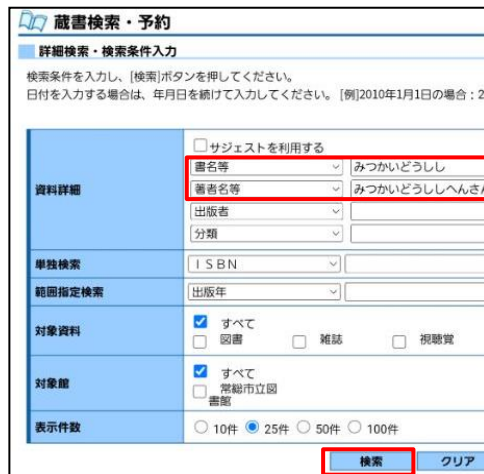 蔵書検索・予約
詳細検索・検索条件入力
検索条件を入力し、[検索]ボタンを押してください。
日付を入力する場合は、年月日を続けて入力してください。 [例]2010年1月1日の場合：2
サジェストを利用する
資料詳細
書名等 みつかいどうしし
著者名等 みつかいどうししへんさん
出版者
分類
単独検索 ＩＳＢＮ
範囲指定検索 出版年
対象資料
すべて
図書 雑誌 視聴覚
対象館
すべて
常総市立図
書館
表示件数 10件 25件 50件 100件
検索 クリア